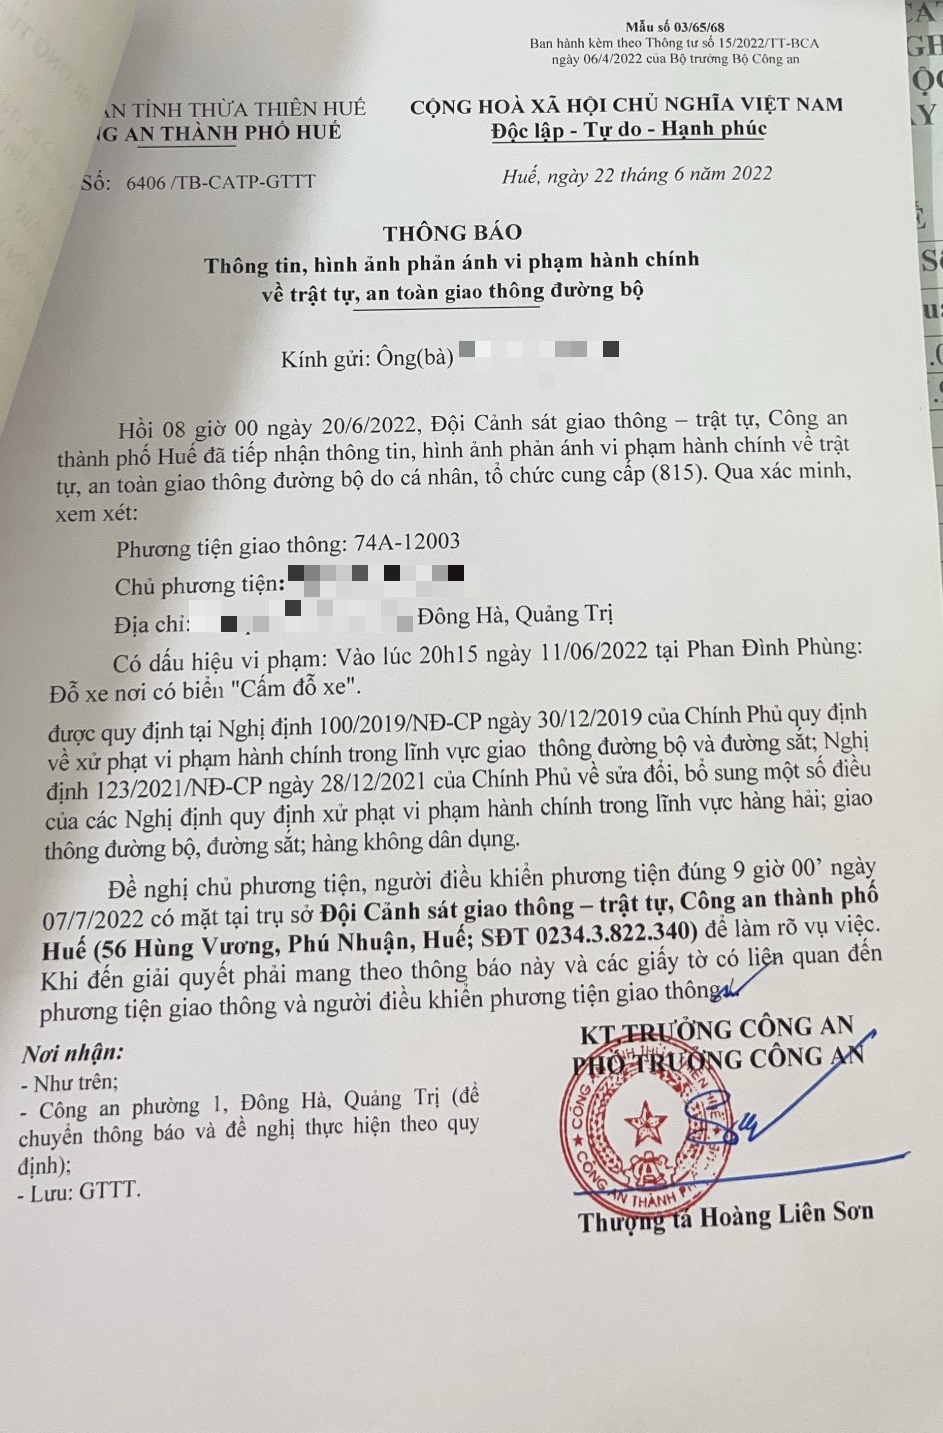 Mẫu số 03/65/68
Ban hành kèm theo Thông tư số 15/2022/TT-BCA
ngày 06/4/2022 của Bộ trưởng Bộ Công an
AN TỈNH THỪA THIÊN HUẾ
NG AN THÀNH PHỐ HUẾ
CỘNG HOÀ XÃ HỘI CHỦ NGHĨA VIỆT NAM
Độc lập - Tự do - Hạnh phúc
Số: 6406 /TB-CATP-GTTT
Huế, ngày 22 tháng 6 năm 2022
THÔNG BÁO
Thông tin, hình ảnh phản ánh vi phạm hành chính
về trật tự, an toàn giao thông đường bộ
Kính gửi: Ông(bà)
Hồi 08 giờ 00 ngày 20/6/2022, Đội Cảnh sát giao thông – trật tự, Công an
thành phố Huế đã tiếp nhận thông tin, hình ảnh phản ánh vi phạm hành chính về trật
tự, an toàn giao thông đường bộ do cá nhân, tổ chức cung cấp (815). Qua xác minh,
xem xét:
Phương tiện giao thông: 74A-12003
Chủ phương tiện:
Địa chỉ: Đông Hà, Quảng Trị
Có dấu hiệu vi phạm: Vào lúc 20h15 ngày 11/06/2022 tại Phan Đình Phùng:
Đỗ xe nơi có biển "Cấm đỗ xe".
được quy định tại Nghị định 100/2019/NĐ-CP ngày 30/12/2019 của Chính Phủ quy định
về xử phạt vi phạm hành chính trong lĩnh vực giao thông đường bộ và đường sắt; Nghị
định 123/2021/NĐ-CP ngày 28/12/2021 của Chính Phủ về sửa đổi, bổ sung một số điều
của các Nghị định quy định xử phạt vi phạm hành chính trong lĩnh vực hàng hải; giao
thông đường bộ, đường sắt; hàng không dân dụng.
Đề nghị chủ phương tiện, người điều khiển phương tiện đúng 9 giờ 00’ ngày
07/7/2022 có mặt tại trụ sở Đội Cảnh sát giao thông – trật tự, Công an thành phố
Huế (56 Hùng Vương, Phú Nhuận, Huế; SĐT 0234.3.822.340) để làm rõ vụ việc.
Khi đến giải quyết phải mang theo thông báo này và các giấy tờ có liên quan đến
phương tiện giao thông và người điều khiển phương tiện giao thông
Nơi nhận:
- Như trên;
- Công an phường 1, Đông Hà, Quảng Trị (để
chuyển thông báo và đề nghị thực hiện theo quy
định);
- Lưu: GTTT.
KT.TRƯỞNG CÔNG AN
PHÓ TRƯỞNG CÔNG AN
Thượng tá Hoàng Liên Sơn